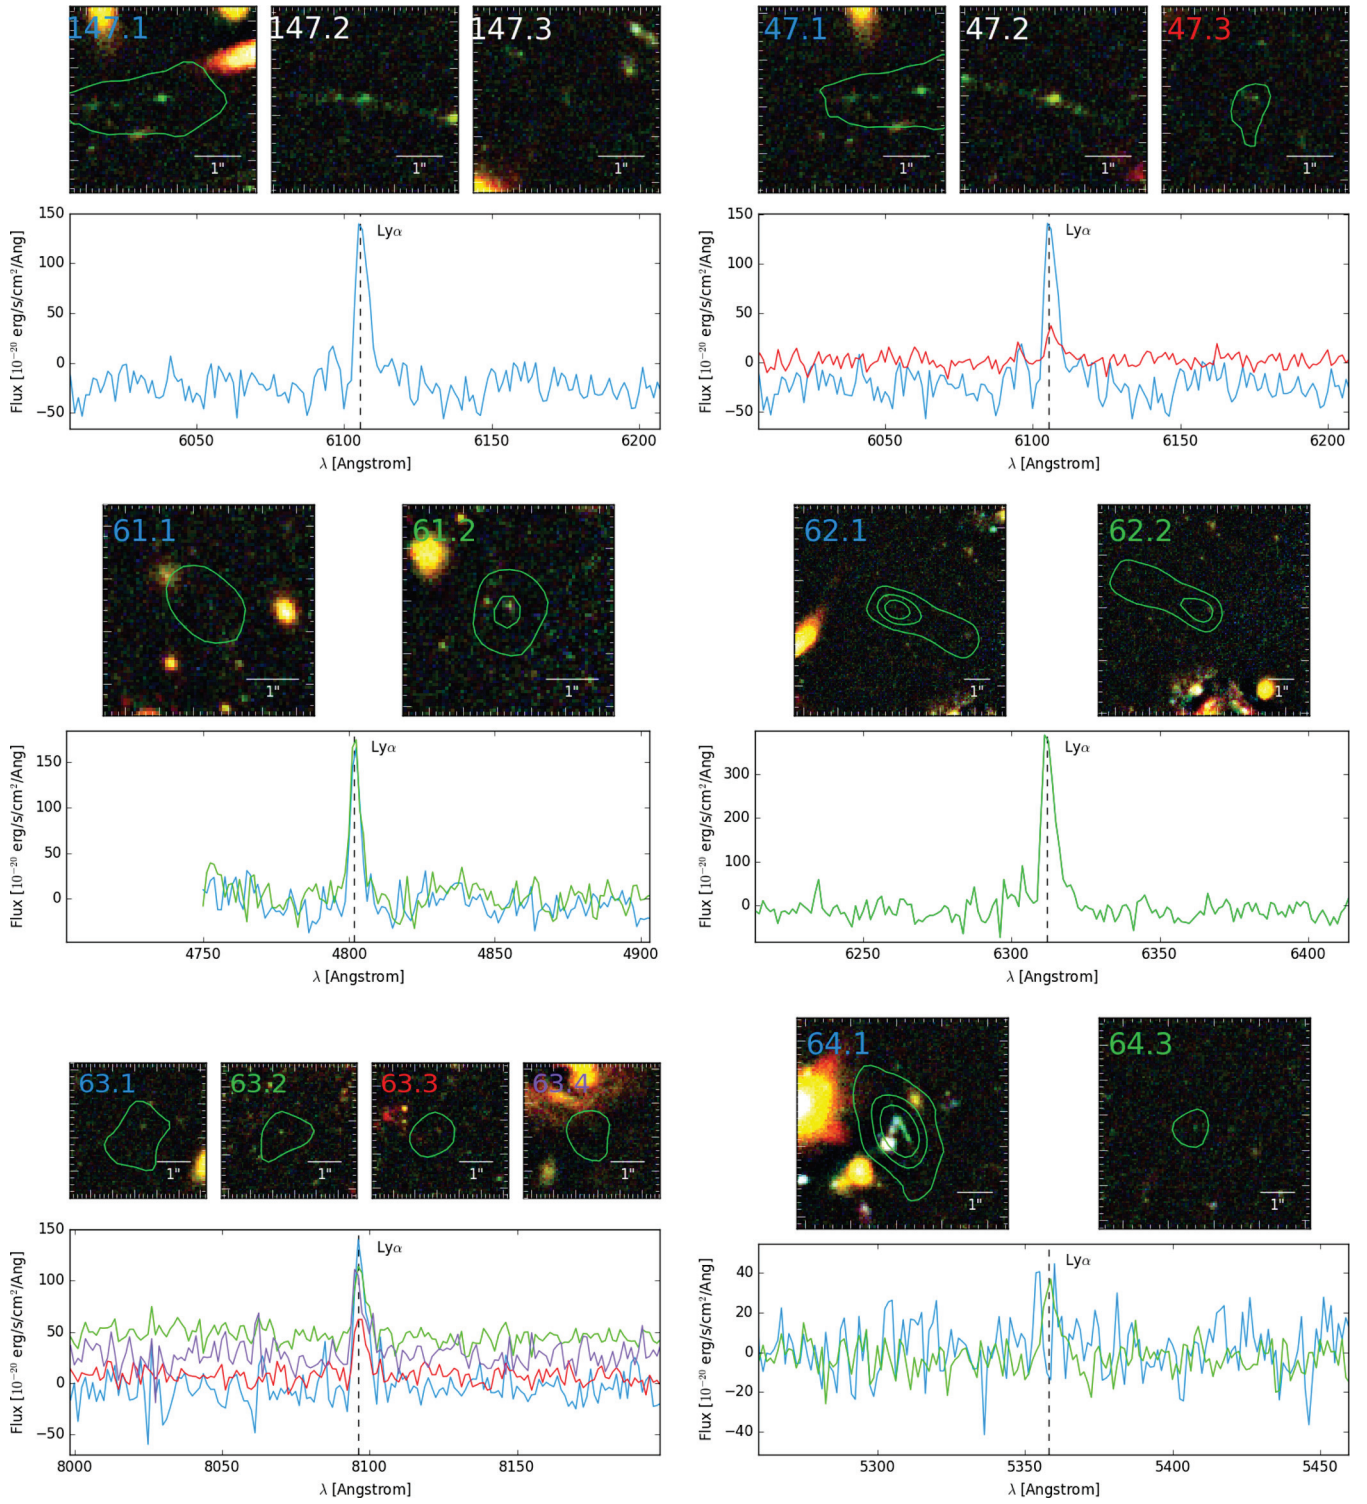 147.1 147.2 147.3
1" 1" 1"
Flux [10⁻²⁰ erg/s/cm²/Ang]
150
100
50
0
−50
Lyα
6050 6100 6150 6200
λ [Angstrom]
47.1 47.2 47.3
1" 1" 1"
Flux [10⁻²⁰ erg/s/cm²/Ang]
150
100
50
0
−50
Lyα
6050 6100 6150 6200
λ [Angstrom]
61.1 61.2
1" 1"
Flux [10⁻²⁰ erg/s/cm²/Ang]
150
100
50
0
Lyα
4750 4800 4850 4900
λ [Angstrom]
62.1 62.2
1" 1"
Flux [10⁻²⁰ erg/s/cm²/Ang]
300
200
100
0
Lyα
6250 6300 6350 6400
λ [Angstrom]
63.1 63.2 63.3 63.4
1" 1" 1" 1"
Flux [10⁻²⁰ erg/s/cm²/Ang]
150
100
50
0
−50
Lyα
8000 8050 8100 8150
λ [Angstrom]
64.1 64.3
1" 1"
Flux [10⁻²⁰ erg/s/cm²/Ang]
40
20
0
−20
−40
Lyα
5300 5350 5400 5450
λ [Angstrom]